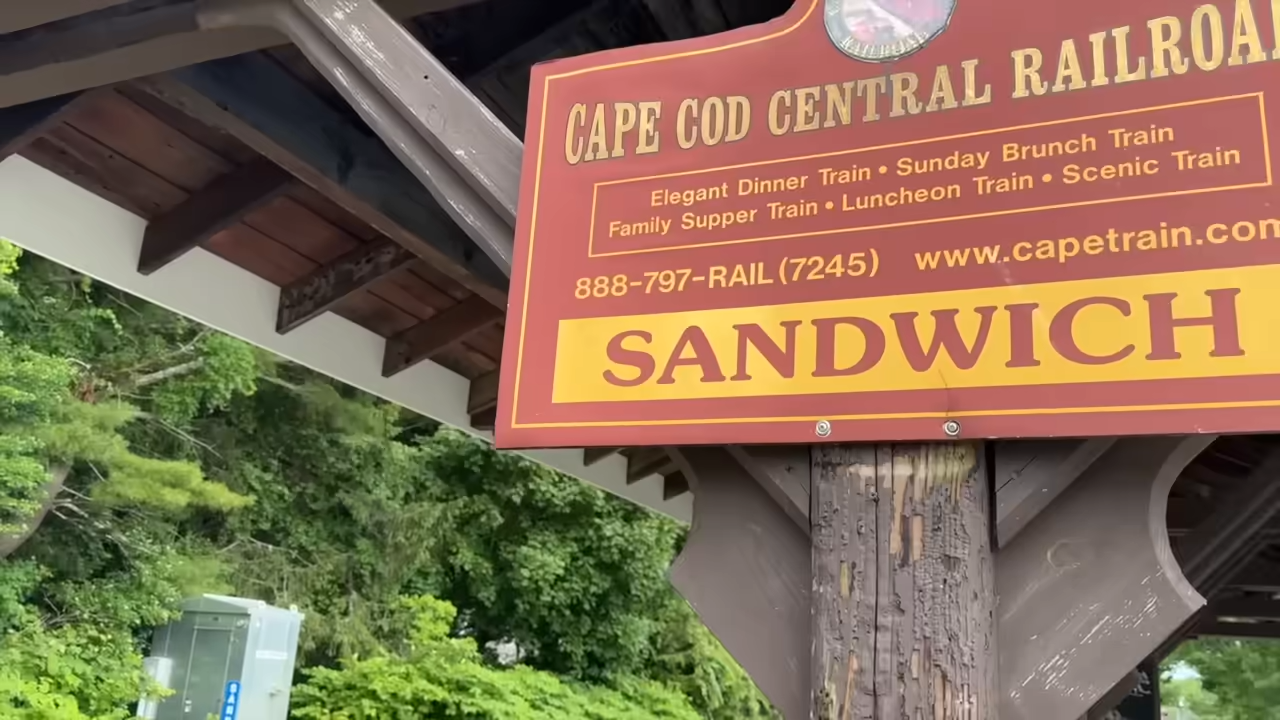 RAILROAD
CAPE COD CENTRAL RAILROA
Elegant Dinner Train • Sunday Brunch Train
Family Supper Train • Luncheon Train • Scenic Train
888-797-RAIL (7245) www.capetrain.com
SANDWICH